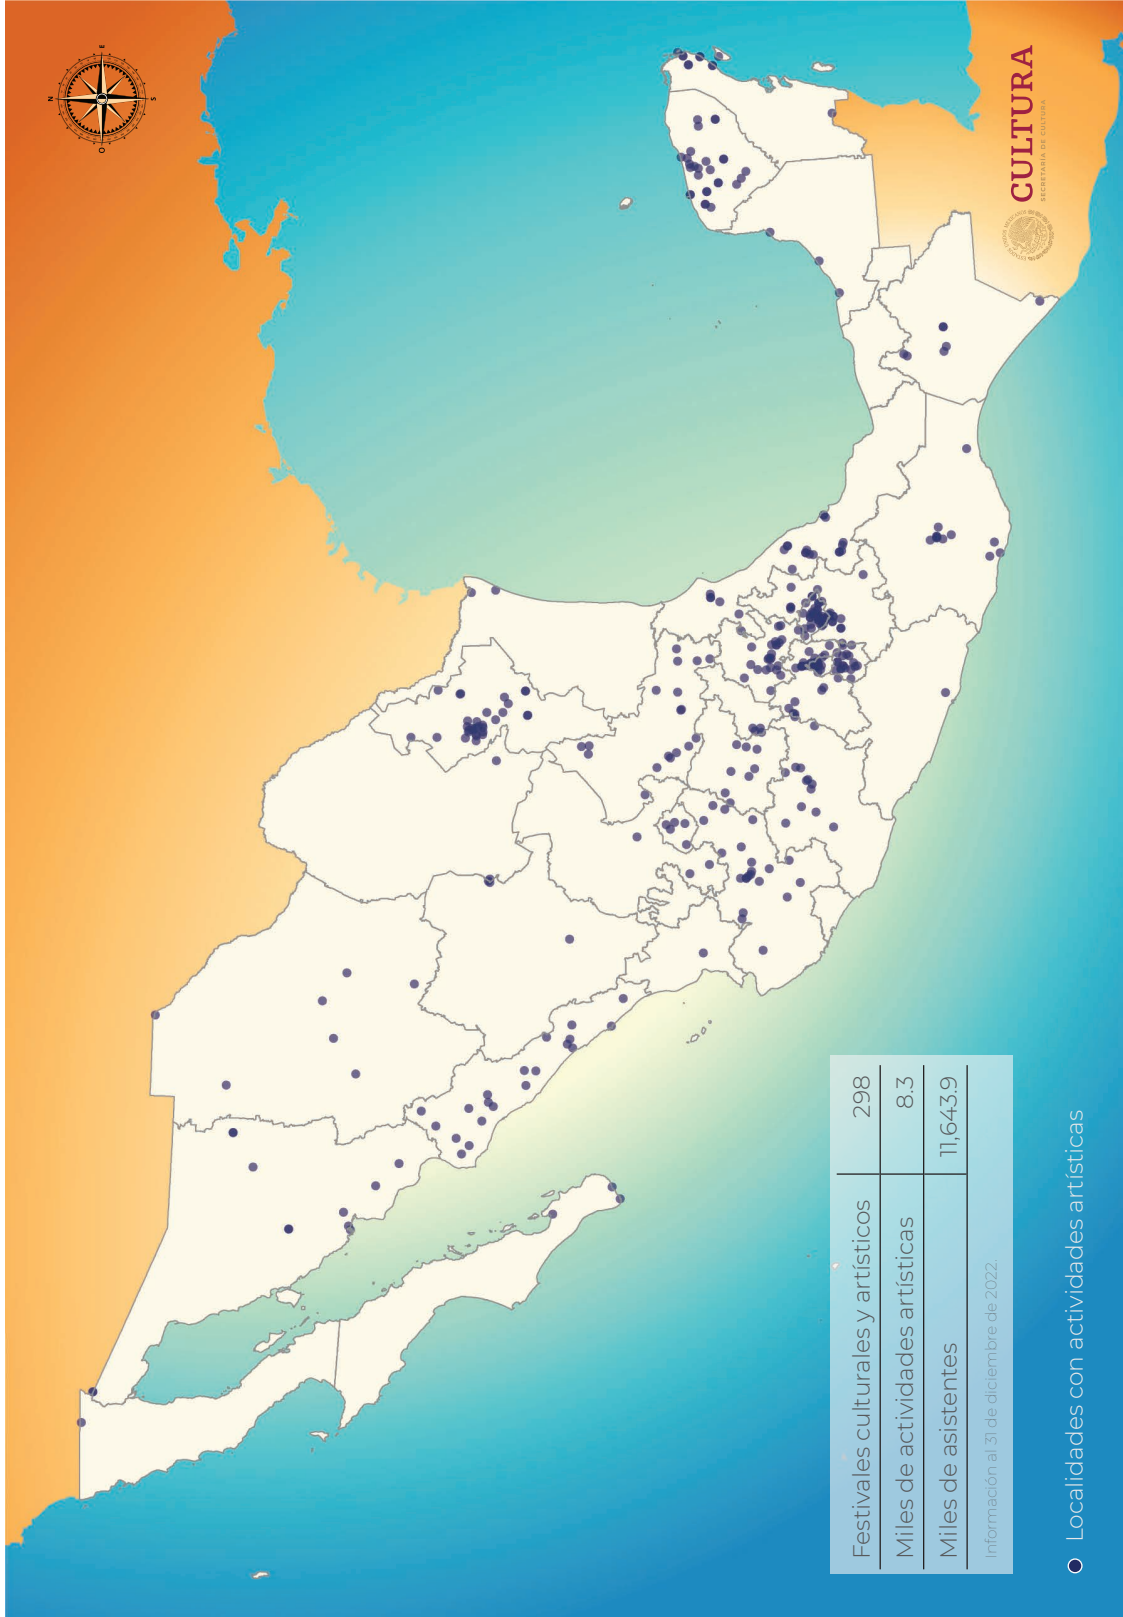 N
E
S
O
CULTURA
SECRETARÍA DE CULTURA
Festivales culturales y artísticos 298
Miles de actividades artísticas 8.3
Miles de asistentes 11,643.9
Información al 31 de diciembre de 2022.
Localidades con actividades artísticas